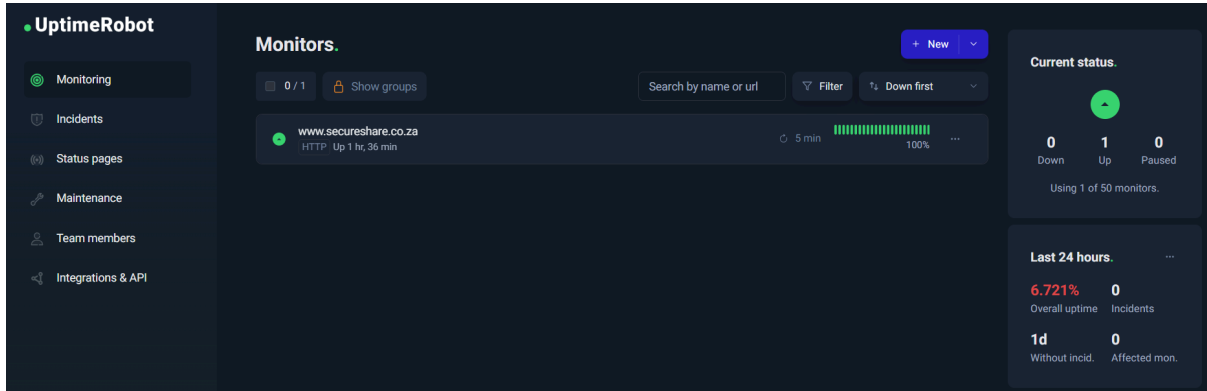 UptimeRobot
Monitoring
Incidents
Status pages
Maintenance
Team members
Integrations & API
Monitors.
+ New
0 / 1
Show groups
Search by name or url
Filter
Down first
www.secureshare.co.za
HTTP Up 1 hr, 36 min
5 min
100%
Current status.
0 1 0
Down Up Paused
Using 1 of 50 monitors.
Last 24 hours.
6.721% 0
Overall uptime Incidents
1d 0
Without incid. Affected mon.